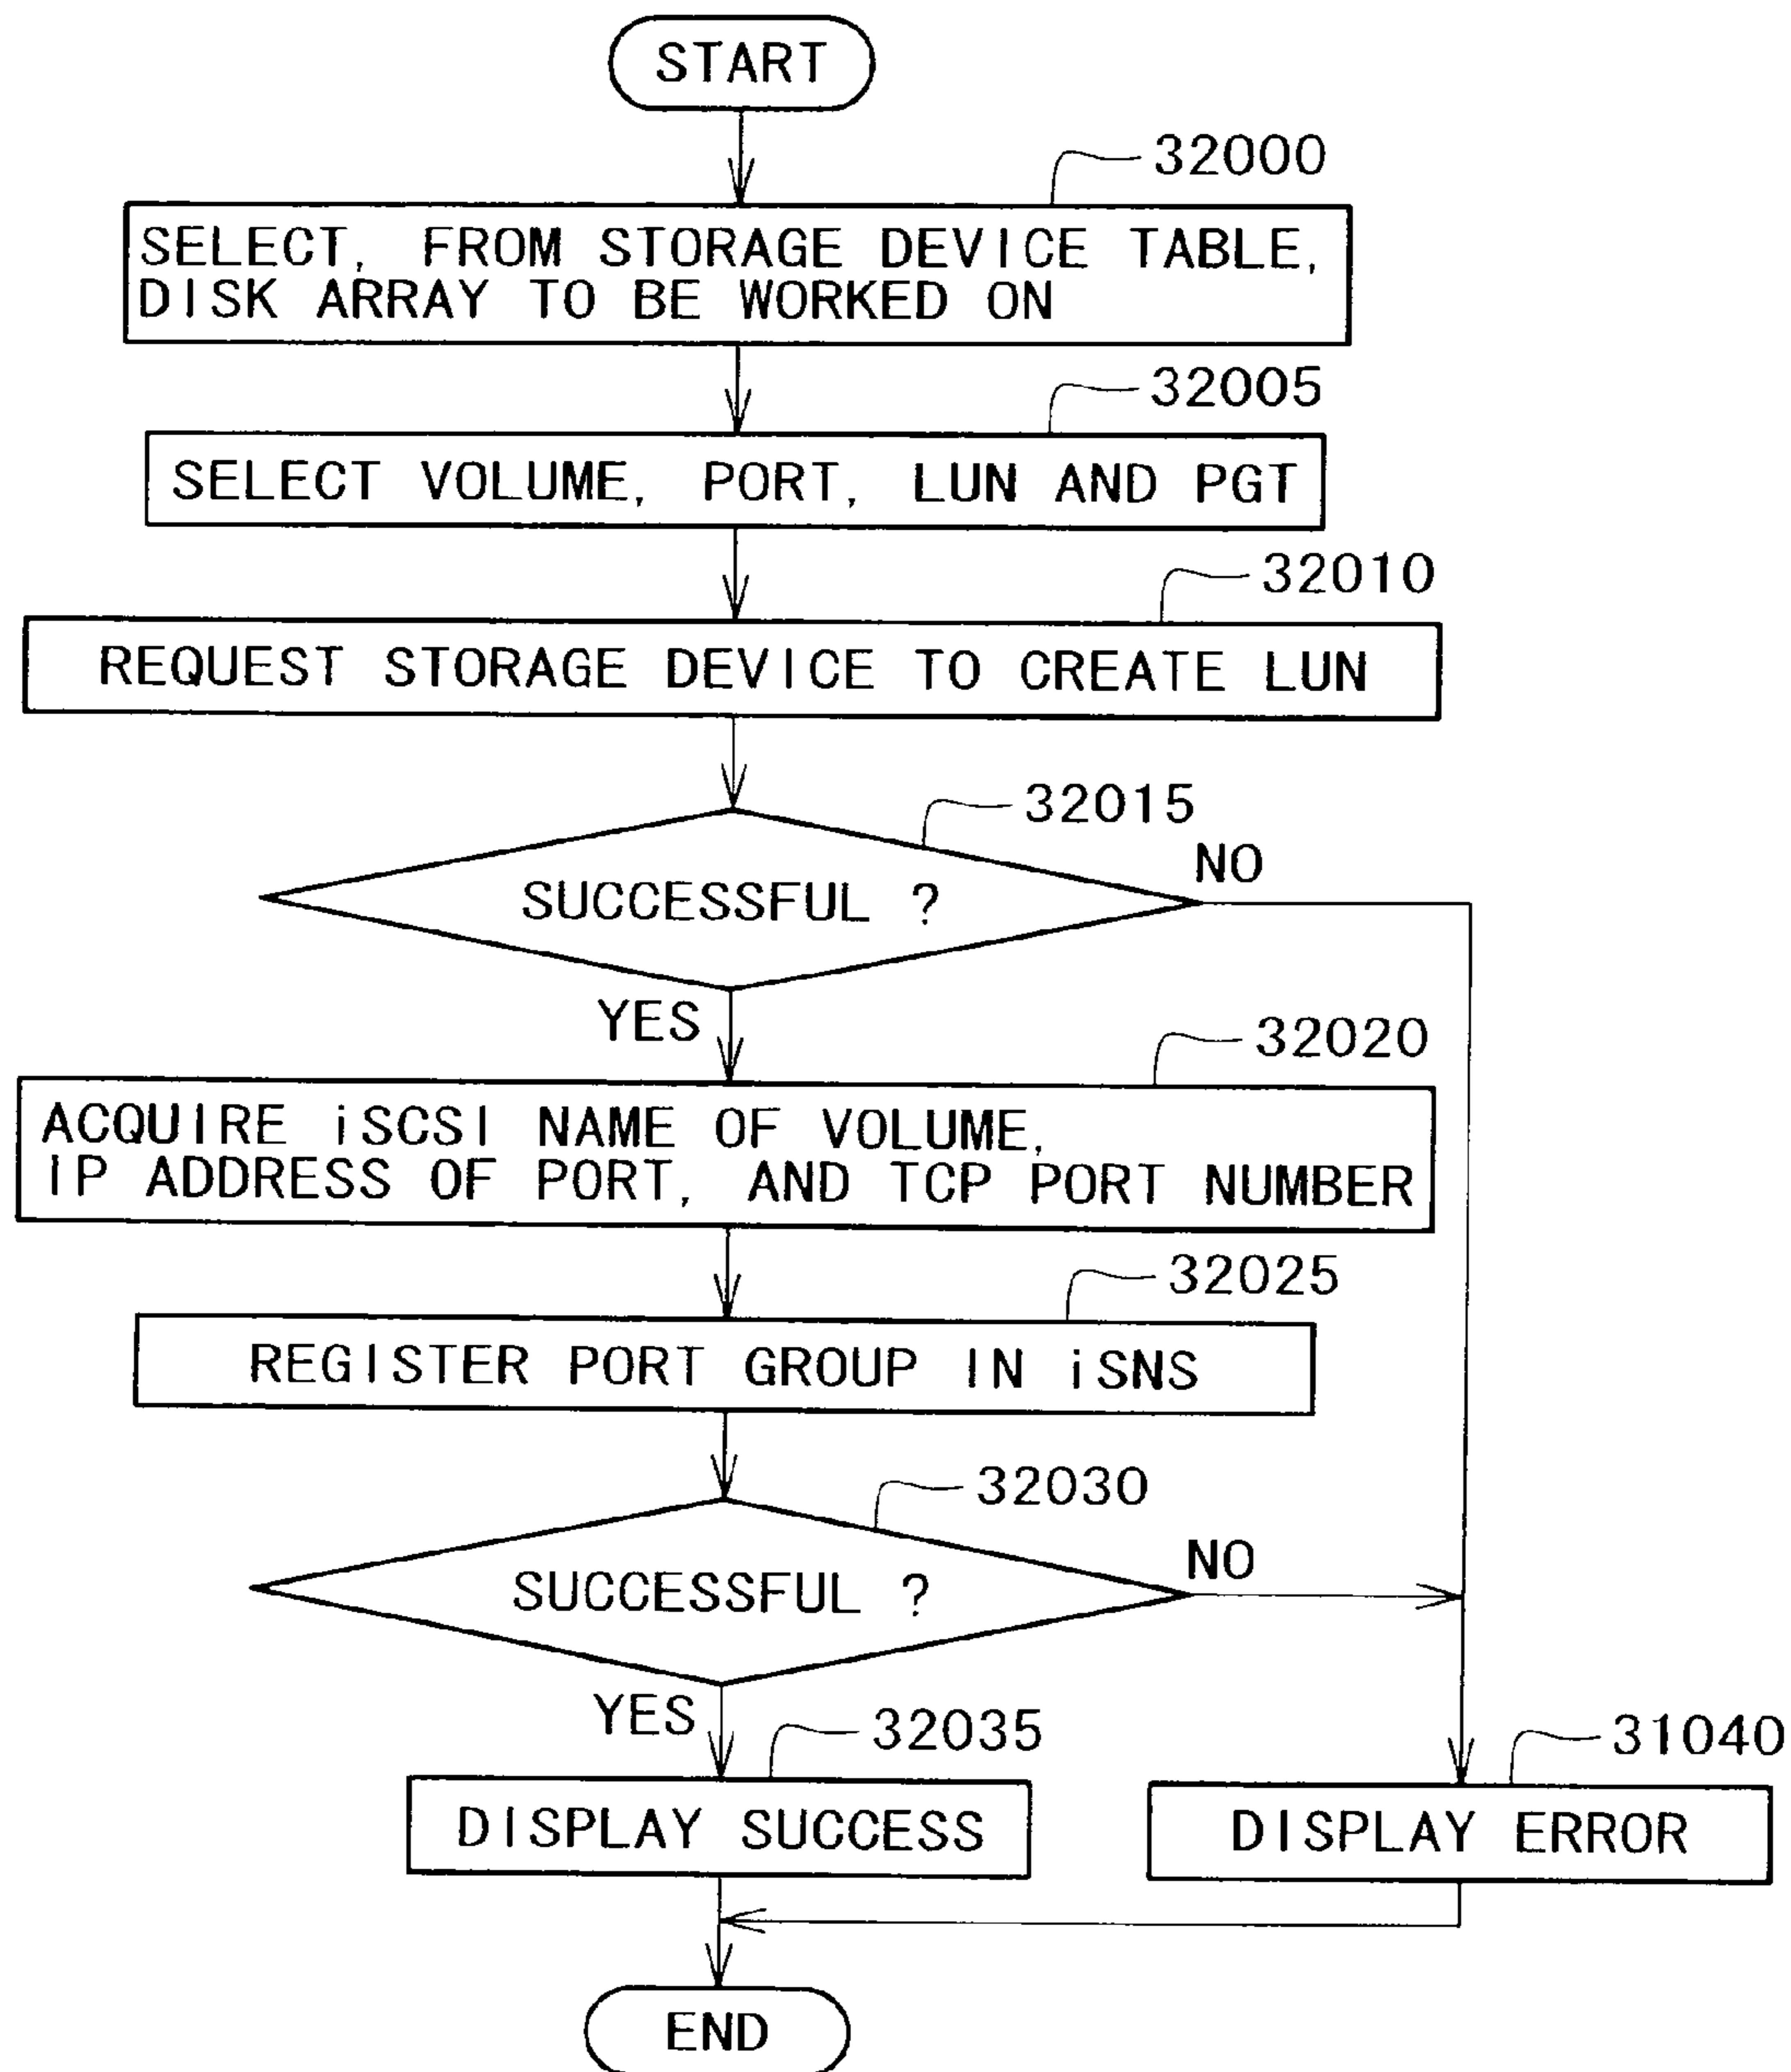 START
32000
SELECT, FROM STORAGE DEVICE TABLE,
DISK ARRAY TO BE WORKED ON
32005
SELECT VOLUME, PORT, LUN AND PGT
32010
REQUEST STORAGE DEVICE TO CREATE LUN
32015
SUCCESSFUL ?
NO
YES
32020
ACQUIRE iSCSI NAME OF VOLUME,
IP ADDRESS OF PORT, AND TCP PORT NUMBER
32025
REGISTER PORT GROUP IN iSNS
32030
SUCCESSFUL ?
NO
YES
32035
31040
DISPLAY SUCCESS
DISPLAY ERROR
END